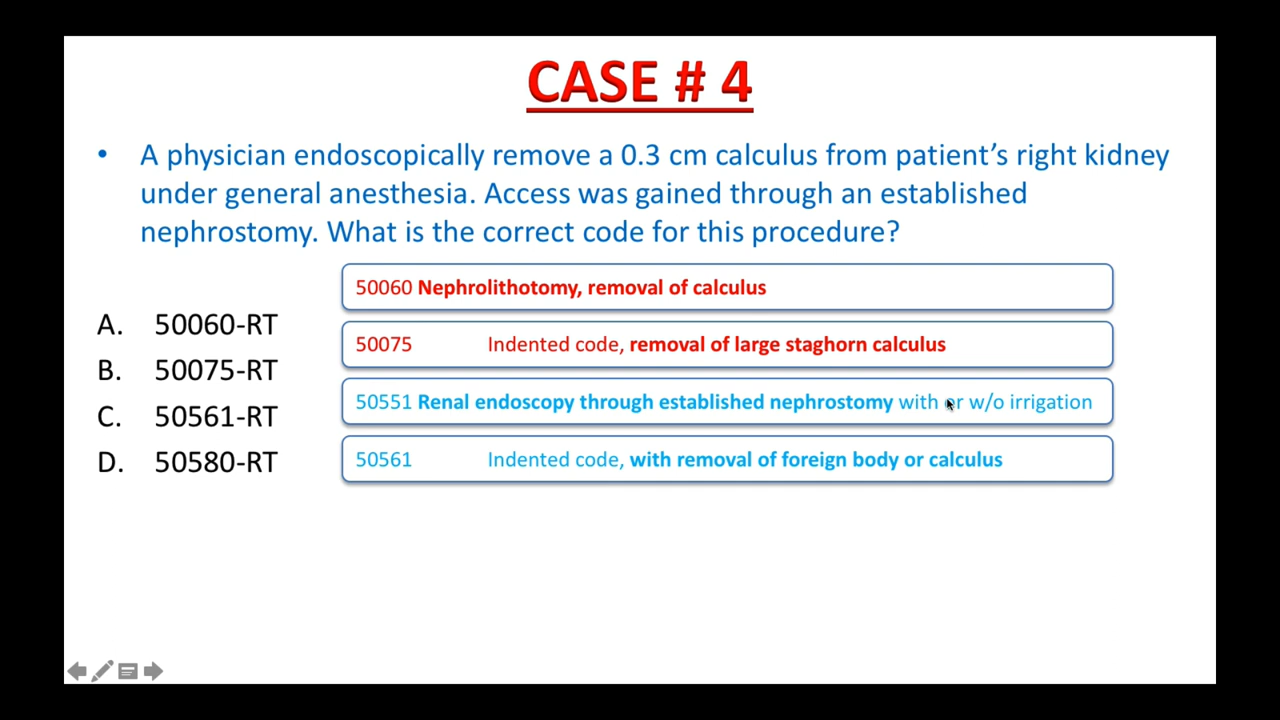 CASE # 4
• A physician endoscopically remove a 0.3 cm calculus from patient’s right kidney
under general anesthesia. Access was gained through an established
nephrostomy. What is the correct code for this procedure?
50060 Nephrolithotomy, removal of calculus
A. 50060-RT
50075 Indented code, removal of large staghorn calculus
B. 50075-RT
50551 Renal endoscopy through established nephrostomy with or w/o irrigation
C. 50561-RT
50561 Indented code, with removal of foreign body or calculus
D. 50580-RT